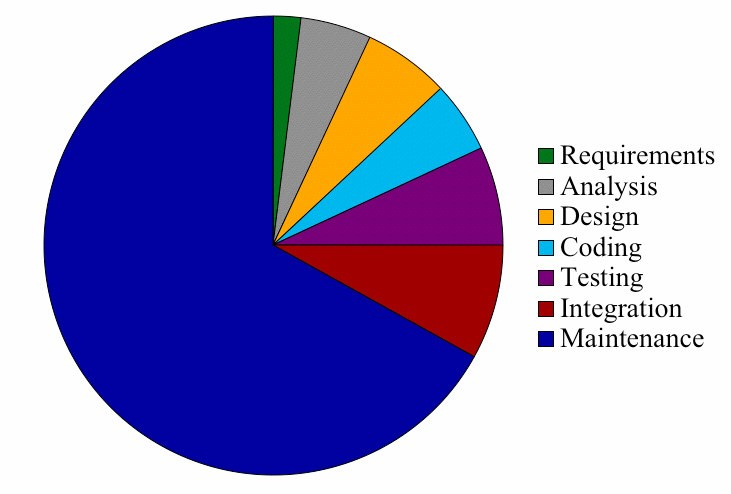 Requirements
Analysis
Design
Coding
Testing
Integration
Maintenance